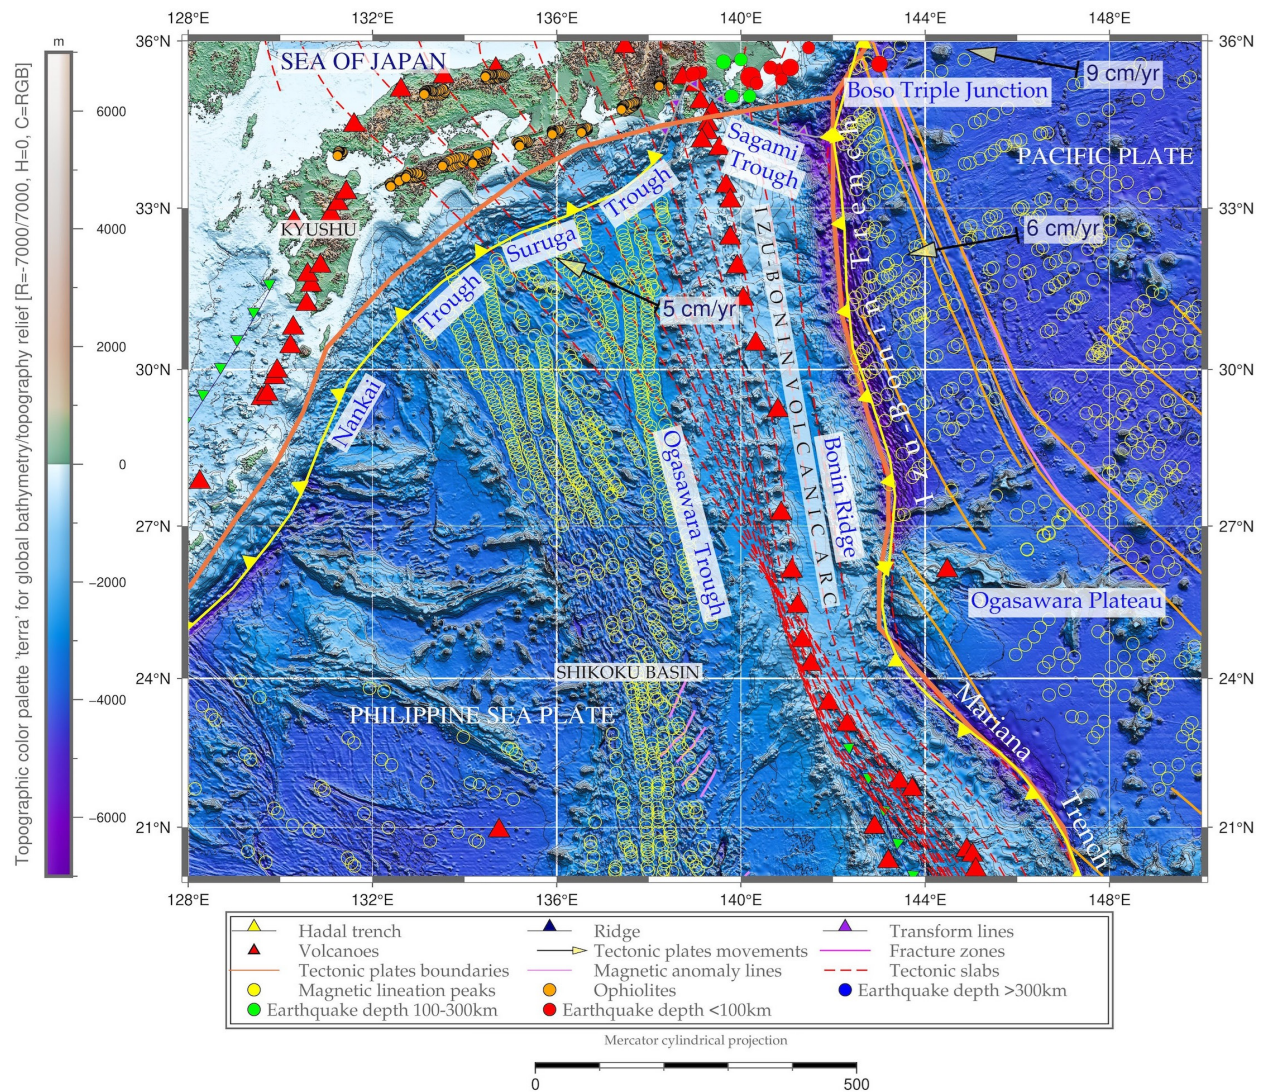 128°E 132°E 136°E 140°E 144°E 148°E
m
36°N 36°N
SEA OF JAPAN
9 cm/yr
Boso Triple Junction
6000
Sagami
Trough
PACIFIC PLATE
33°N 33°N
Trough
KYUSHU
4000
6 cm/yr
Suruga
Trough
5 cm/yr
IZU-BONIN VOLCANIC ARC
Izu-Bonin Trench
2000
30°N 30°N
Nankai
0
Ogasawara Trough
Bonin Ridge
27°N 27°N
−2000
Ogasawara Plateau
24°N 24°N
SHIKOKU BASIN
−4000
PHILIPPINE SEA PLATE
Mariana
Trench
−6000
21°N 21°N
128°E 132°E 136°E 140°E 144°E 148°E
Topographic color palette 'terra' for global bathymetry/topography relief [R=-7000/7000, H=0, C=RGB]
Hadal trench Ridge Transform lines
Volcanoes Tectonic plates movements Fracture zones
Tectonic plates boundaries Magnetic anomaly lines Tectonic slabs
Magnetic lineation peaks Ophiolites Earthquake depth >300km
Earthquake depth 100-300km Earthquake depth <100km
Mercator cylindrical projection
0 500